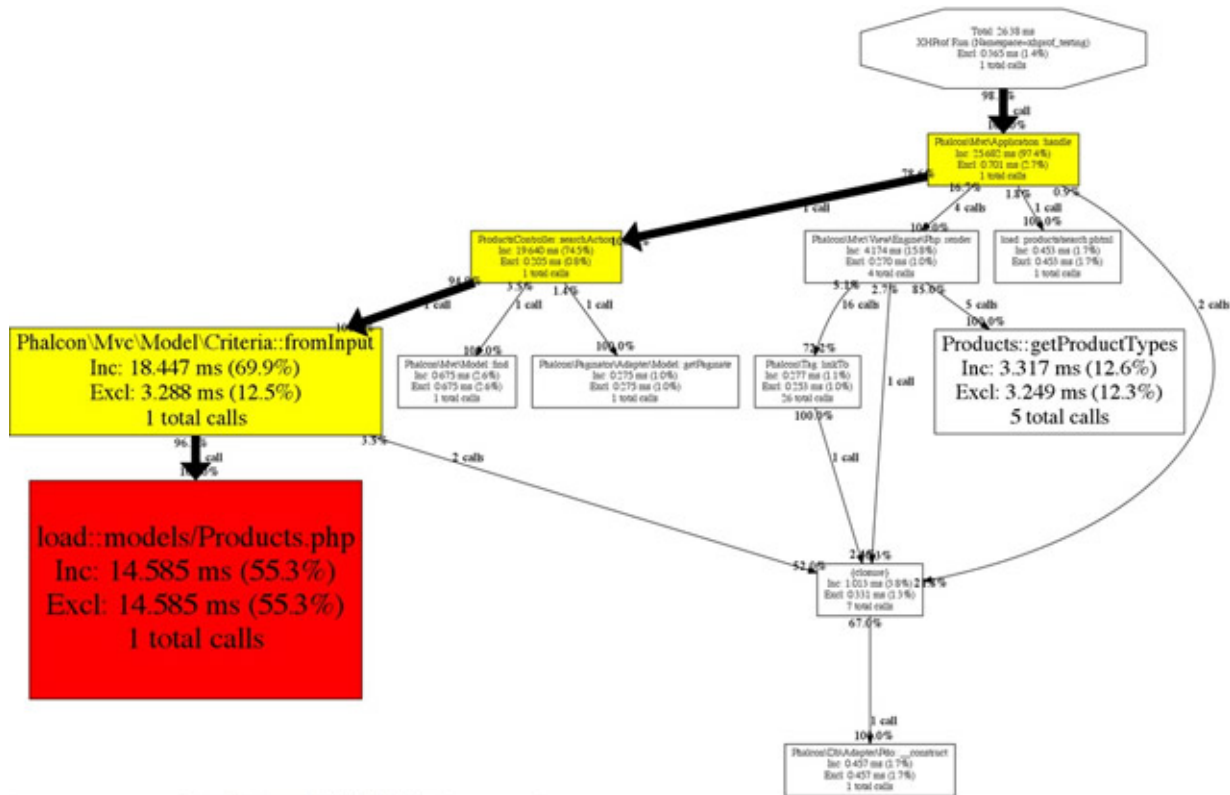 Total: 26.38 ms
XHProf Run (Namespace=xhprof_testing)
Excl: 0.365 ms (1.4%)
1 total calls
98.
call
Phalcon\Mvc\Application::handle
Inc: 25.682 ms (97.4%)
Excl: 0.701 ms (2.7%)
1 total calls
78.6%
16.5%
1.8%
0.9%
1 call
4 calls
1 call
2 calls
100.0%
100.0%
ProductsController::searchAction
Inc: 19.640 ms (74.5%)
Excl: 0.205 ms (0.8%)
1 total calls
Phalcon\Mvc\View\Engine\Php::render
Inc: 4.174 ms (15.8%)
Excl: 0.270 ms (1.0%)
4 total calls
load::products/search.phtml
Inc: 0.453 ms (1.7%)
Excl: 0.453 ms (1.7%)
1 total calls
3.5%
1.4%
1 call
1 call
1 call
5.1%
2.7%
85.6%
16 calls
5 calls
1 call
Phalcon\Mvc\Model\Criteria::fromInput
Inc: 18.447 ms (69.9%)
Excl: 3.288 ms (12.5%)
1 total calls
100.0%
Phalcon\Mvc\Model::find
Inc: 0.675 ms (2.6%)
Excl: 0.675 ms (2.6%)
1 total calls
100.0%
Phalcon\Paginator\Adapter\Model::getPaginate
Inc: 0.275 ms (1.0%)
Excl: 0.275 ms (1.0%)
1 total calls
72.2%
Phalcon\Tag::linkTo
Inc: 0.277 ms (1.1%)
Excl: 0.253 ms (1.0%)
26 total calls
100.0%
100.0%
Products::getProductTypes
Inc: 3.317 ms (12.6%)
Excl: 3.249 ms (12.3%)
5 total calls
96.
call
3.5%
2 calls
1 call
load::models/Products.php
Inc: 14.585 ms (55.3%)
Excl: 14.585 ms (55.3%)
1 total calls
52.0%
{closure}
Inc: 1.013 ms (3.8%)
Excl: 0.331 ms (1.3%)
7 total calls
67.0%
1 call
100.0%
Phalcon\Db\Adapter\Pdo::__construct
Inc: 0.457 ms (1.7%)
Excl: 0.457 ms (1.7%)
1 total calls